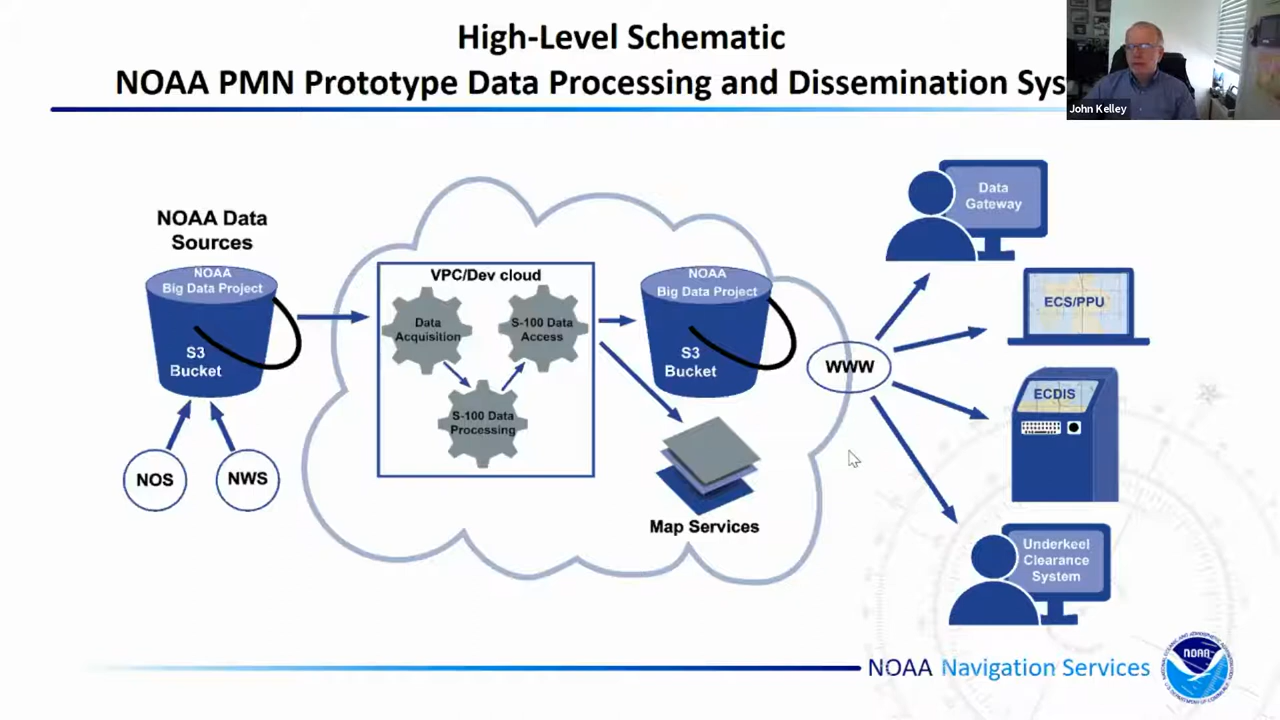 High-Level Schematic
NOAA PMN Prototype Data Processing and Dissemination Sys
John Kelley
NOAA Data
Sources
NOAA
Big Data Project
S3
Bucket
NOS
NWS
VPC/Dev cloud
Data
Acquisition
S-100 Data
Access
S-100 Data
Processing
NOAA
Big Data Project
S3
Bucket
Map Services
WWW
Data
Gateway
ECS/PPU
ECDIS
Underkeel
Clearance
System
NOAA Navigation Services
NOAA